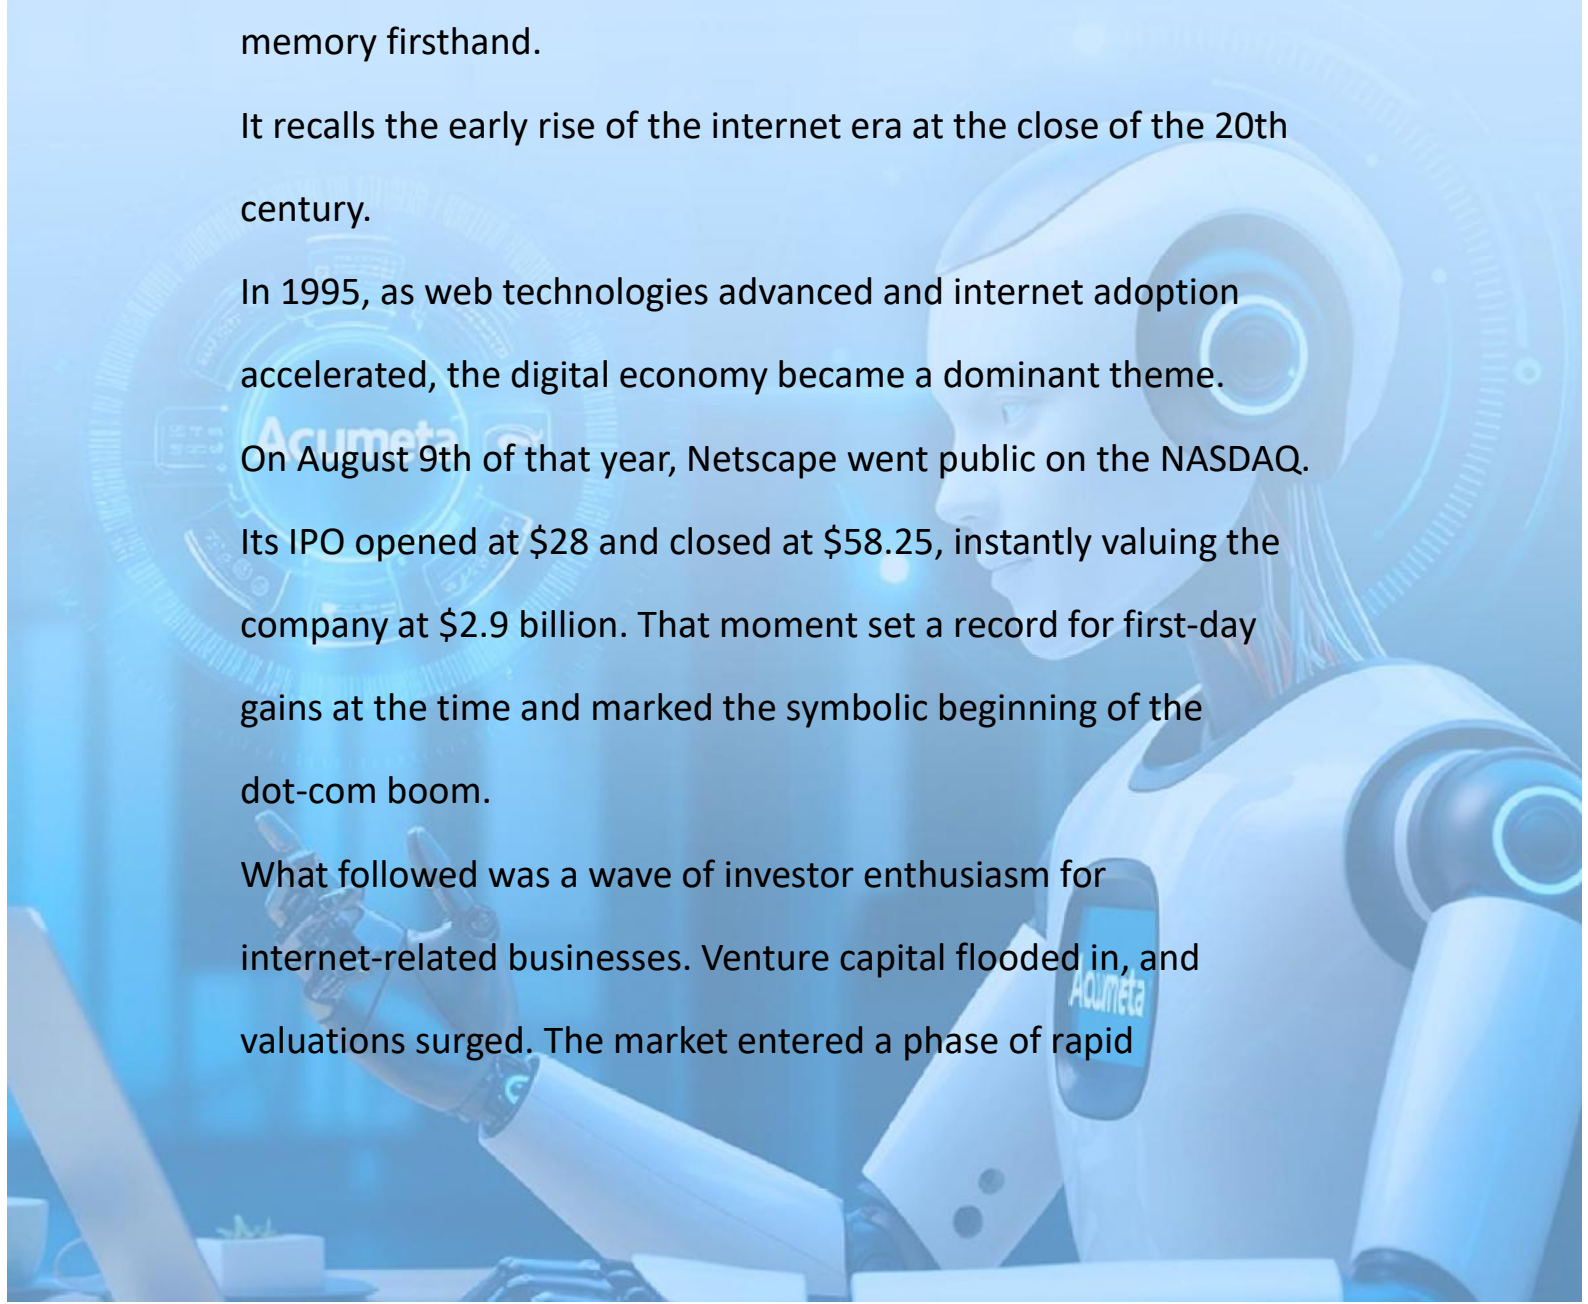 memory firsthand.
It recalls the early rise of the internet era at the close of the 20th
century.
In 1995, as web technologies advanced and internet adoption
accelerated, the digital economy became a dominant theme.
Acumeta
On August 9th of that year, Netscape went public on the NASDAQ.
Its IPO opened at $28 and closed at $58.25, instantly valuing the
company at $2.9 billion. That moment set a record for first-day
gains at the time and marked the symbolic beginning of the
dot-com boom.
What followed was a wave of investor enthusiasm for
internet-related businesses. Venture capital flooded in, and
Acumeta
valuations surged. The market entered a phase of rapid